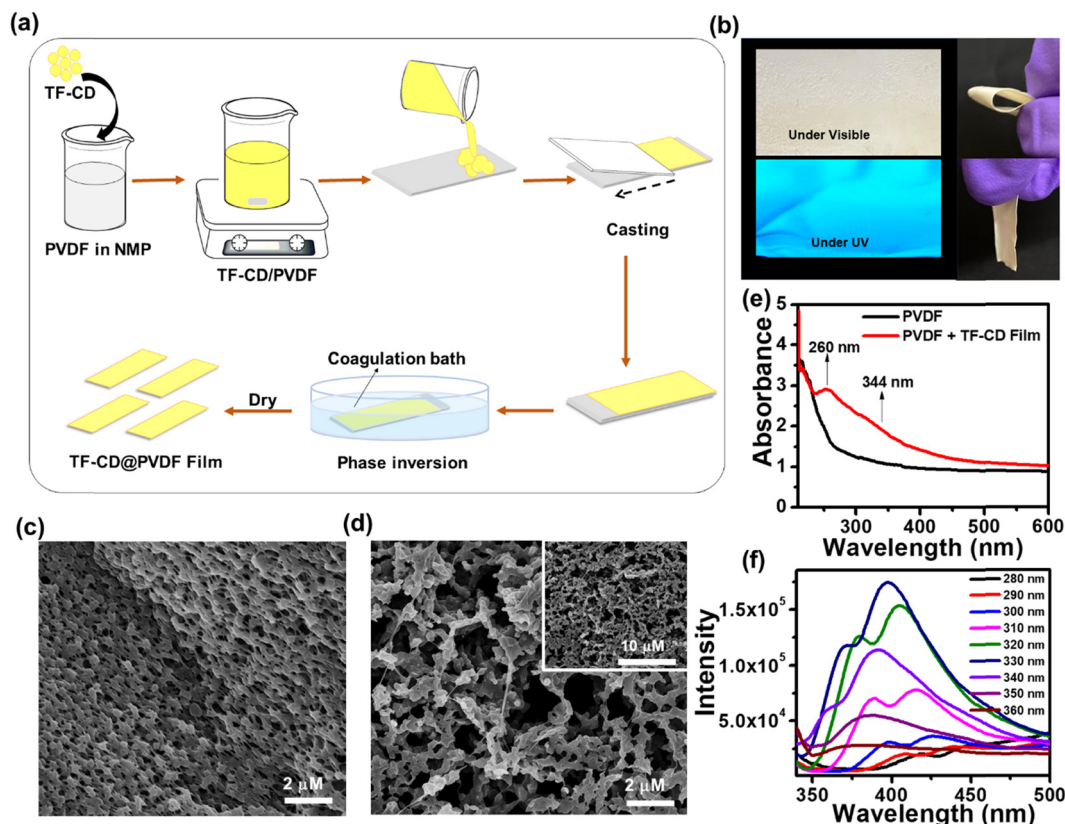 (a)
TF-CD
PVDF in NMP
TF-CD/PVDF
Casting
Coagulation bath
Dry
TF-CD@PVDF Film
Phase inversion
(b)
Under Visible
Under UV
(c)
2 μM
(d)
10 μM
2 μM
(e)
PVDF
PVDF + TF-CD Film
260 nm
344 nm
Absorbance
5
4
3
2
1
0
300 400 500 600
Wavelength (nm)
(f)
280 nm
290 nm
300 nm
310 nm
320 nm
330 nm
340 nm
350 nm
360 nm
Intensity
1.5x10⁵
1.0x10⁵
5.0x10⁴
350 400 450 500
Wavelength (nm)